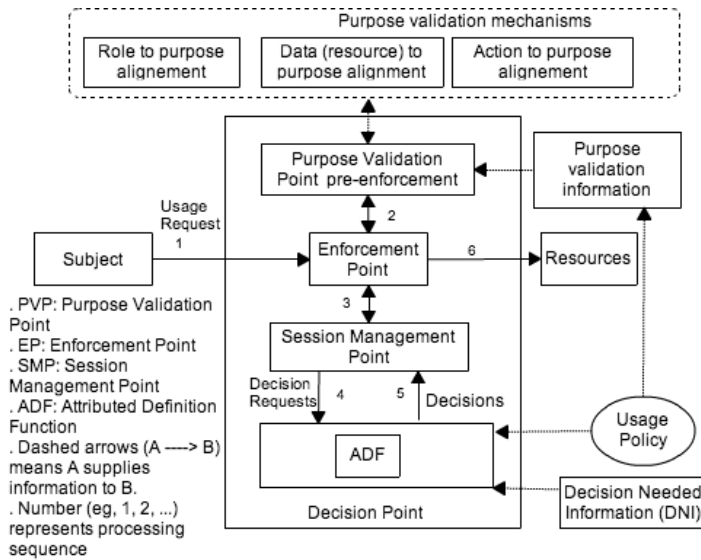 Purpose validation mechanisms
Role to purpose
alignement
Data (resource) to
purpose alignment
Action to purpose
alignement
Purpose Validation
Point pre-enforcement
Purpose
validation
information
Usage
Request
1
2
Subject
Enforcement
Point
6
Resources
3
Session Management
Point
Decision
Requests
4
5
Decisions
ADF
Decision Point
Usage
Policy
Decision Needed
Information (DNI)
. PVP: Purpose Validation
Point
. EP: Enforcement Point
. SMP: Session
Management Point
. ADF: Attributed Definition
Function
. Dashed arrows (A ----> B)
means A supplies
information to B.
. Number (eg, 1, 2, ...)
represents processing
sequence